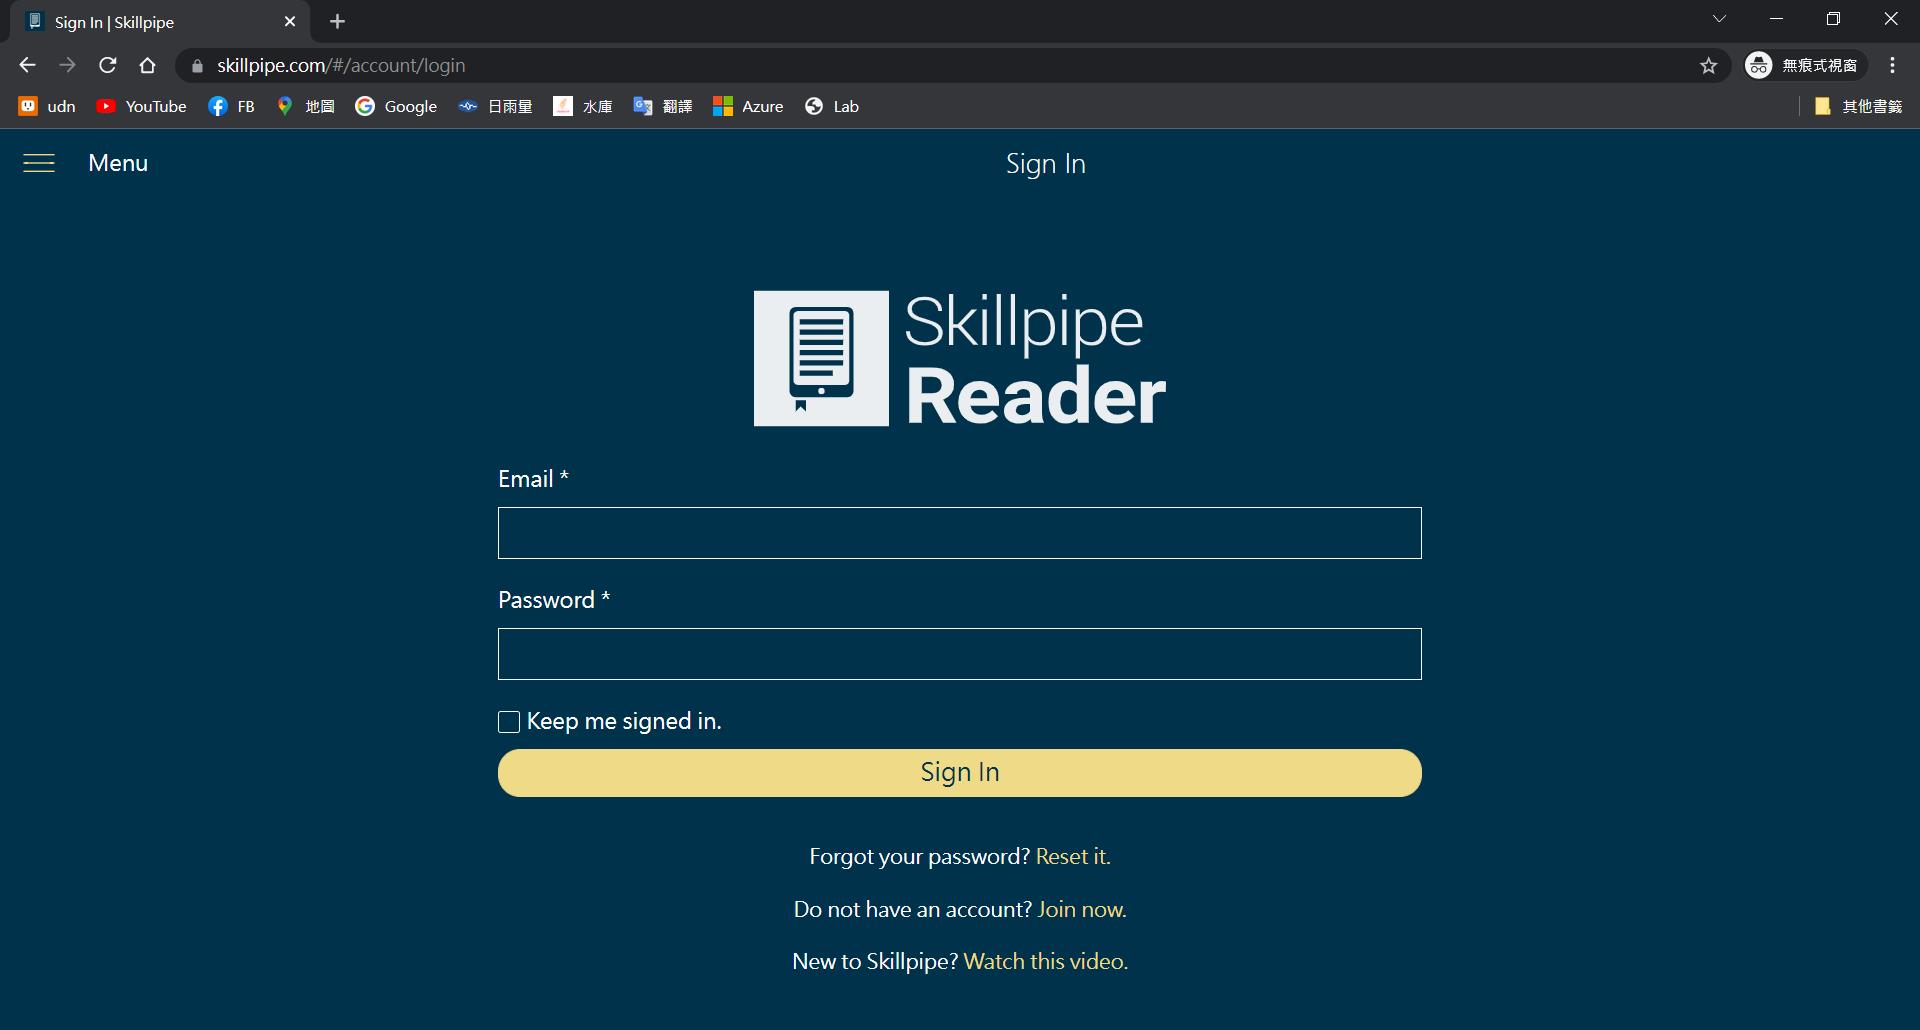 Sign In | Skillpipe
skillpipe.com/#/account/login
無痕式視窗
udn YouTube FB 地圖 Google 日雨量 水庫 翻譯 Azure Lab 其他書籤
Menu
Sign In
Skillpipe
Reader
Email *
Password *
Keep me signed in.
Sign In
Forgot your password? Reset it.
Do not have an account? Join now.
New to Skillpipe? Watch this video.